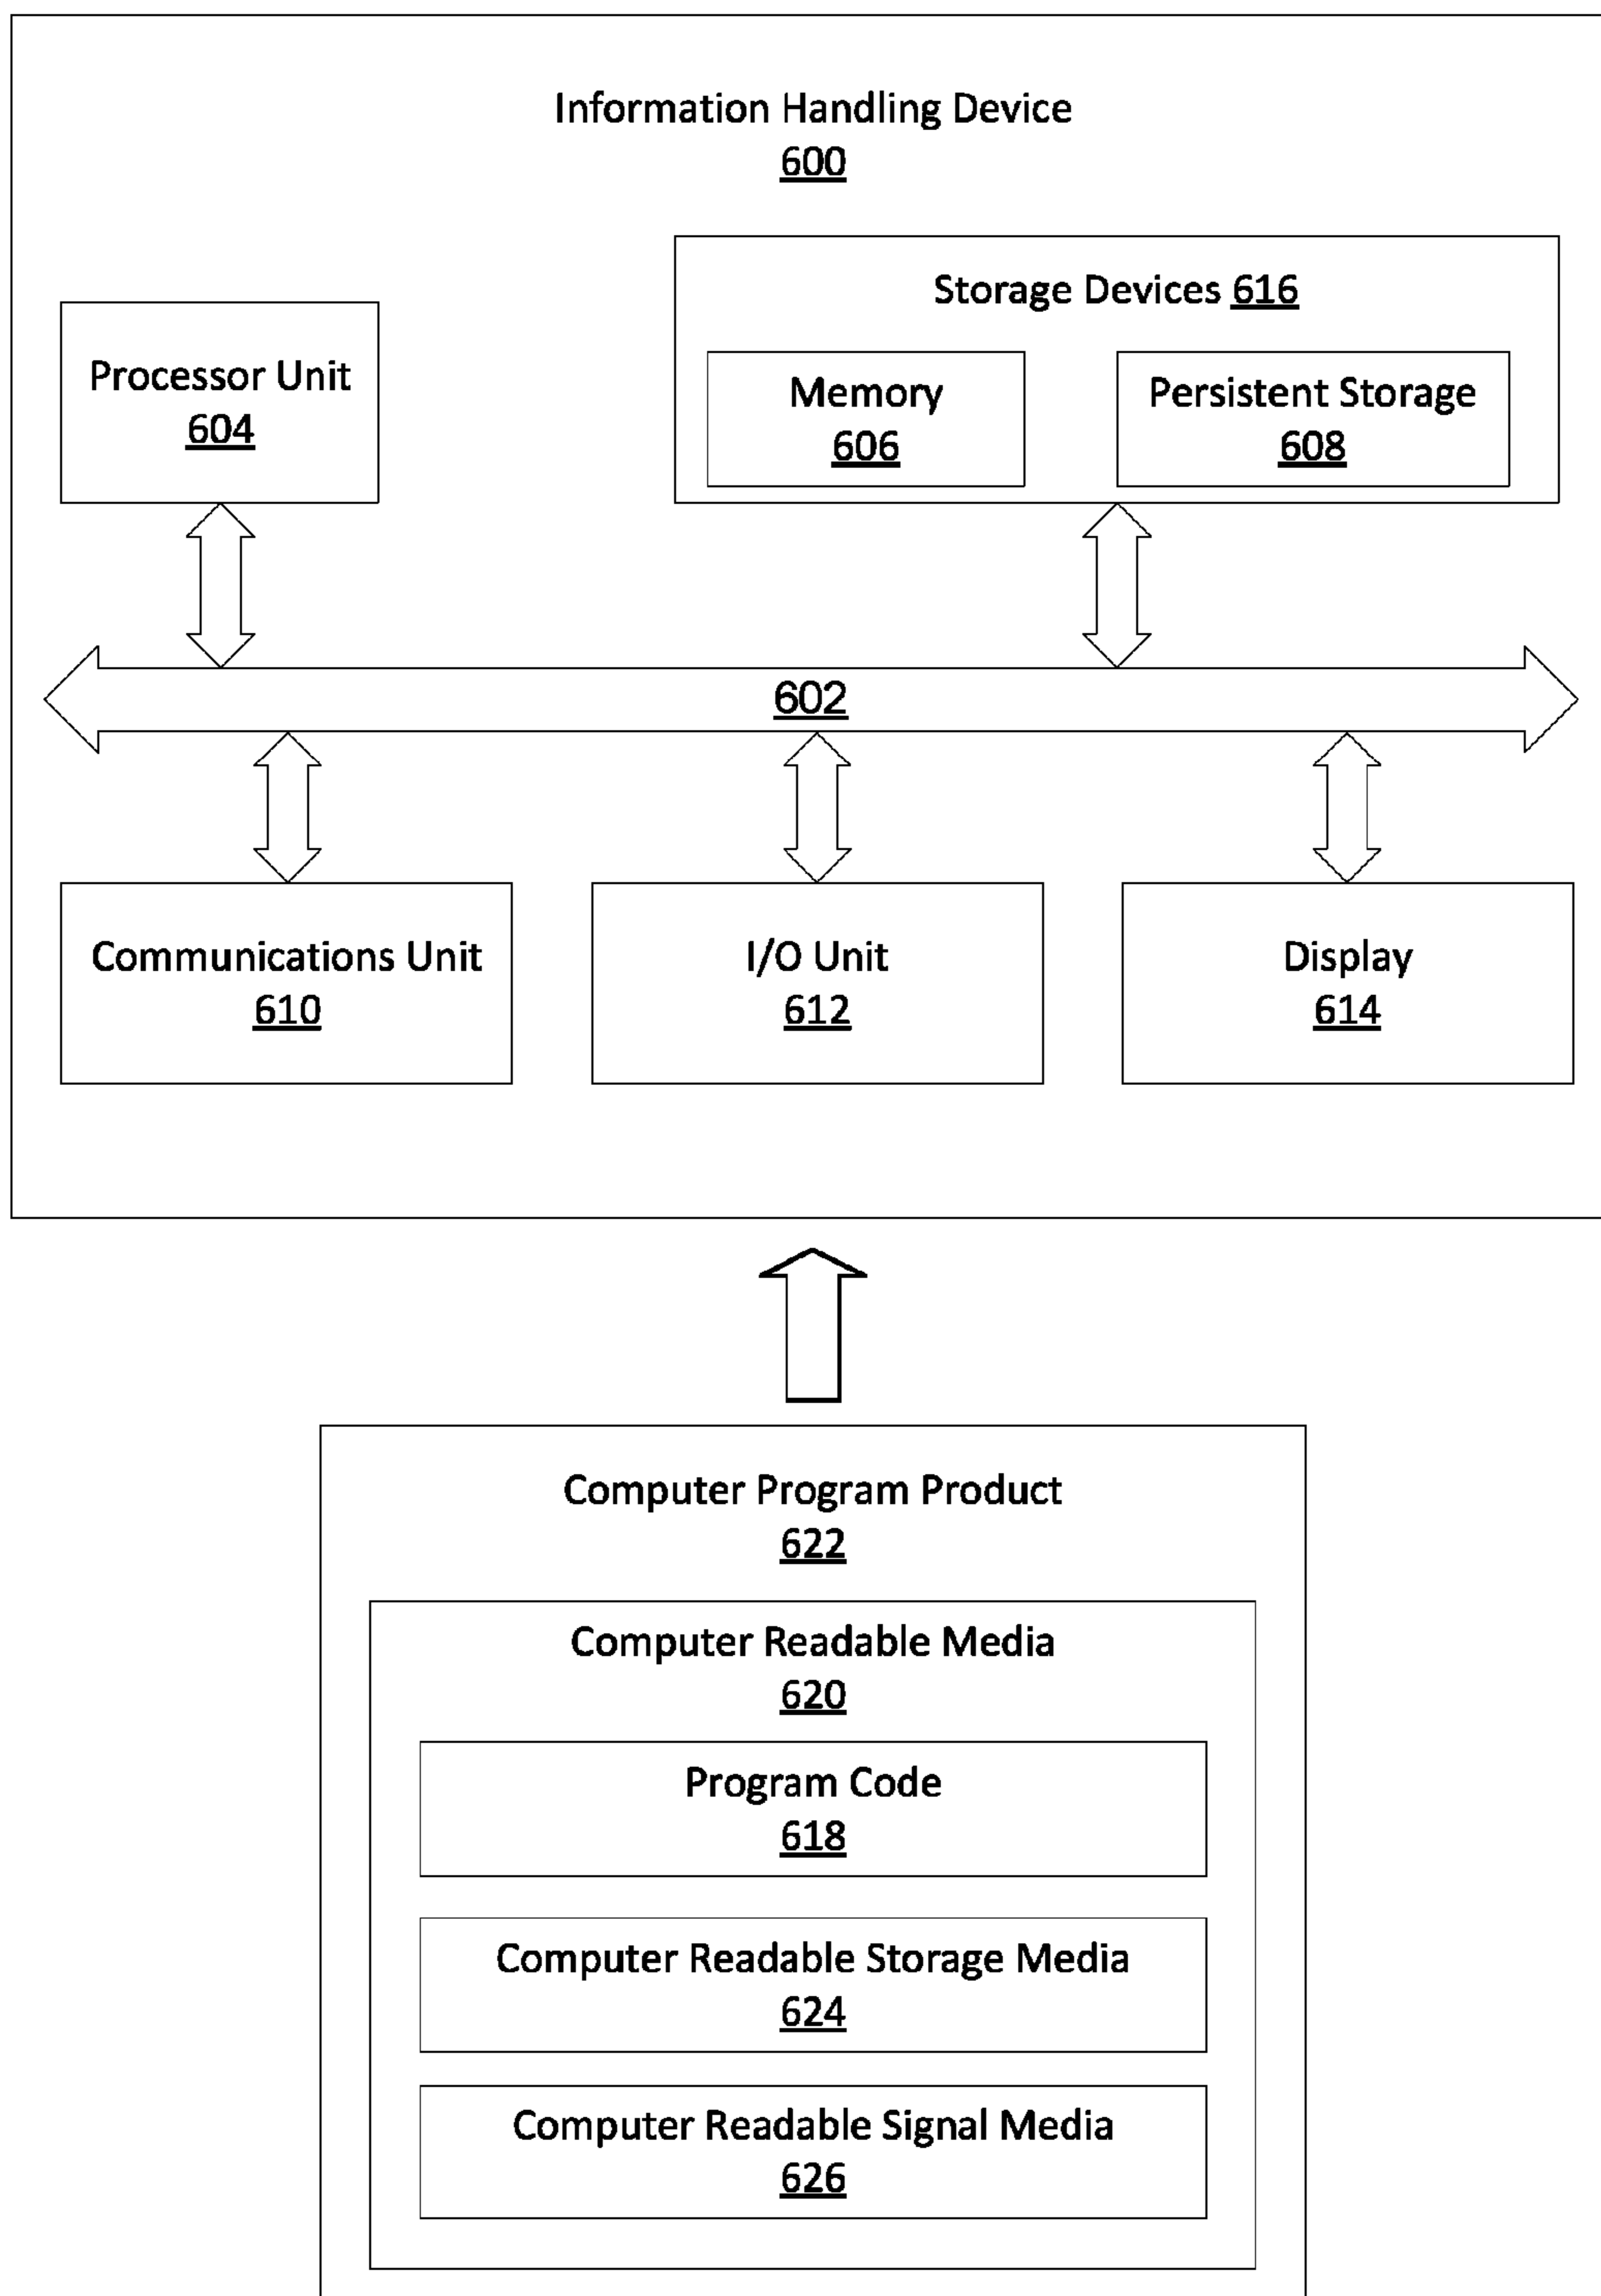 Information Handling Device
600
Storage Devices 616
Processor Unit
604
Memory
606
Persistent Storage
608
602
Communications Unit
610
I/O Unit
612
Display
614
Computer Program Product
622
Computer Readable Media
620
Program Code
618
Computer Readable Storage Media
624
Computer Readable Signal Media
626